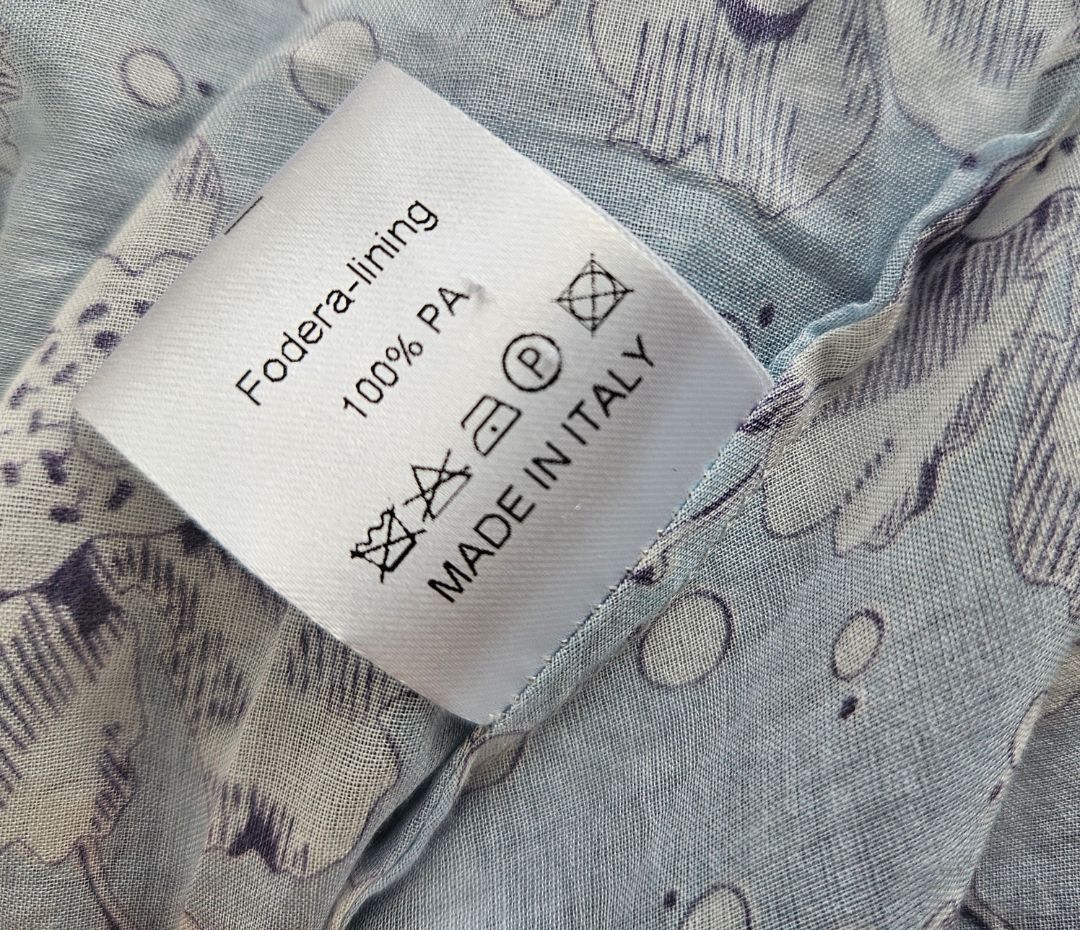 Fodera-lining
100% PA
P
MADE IN ITALY